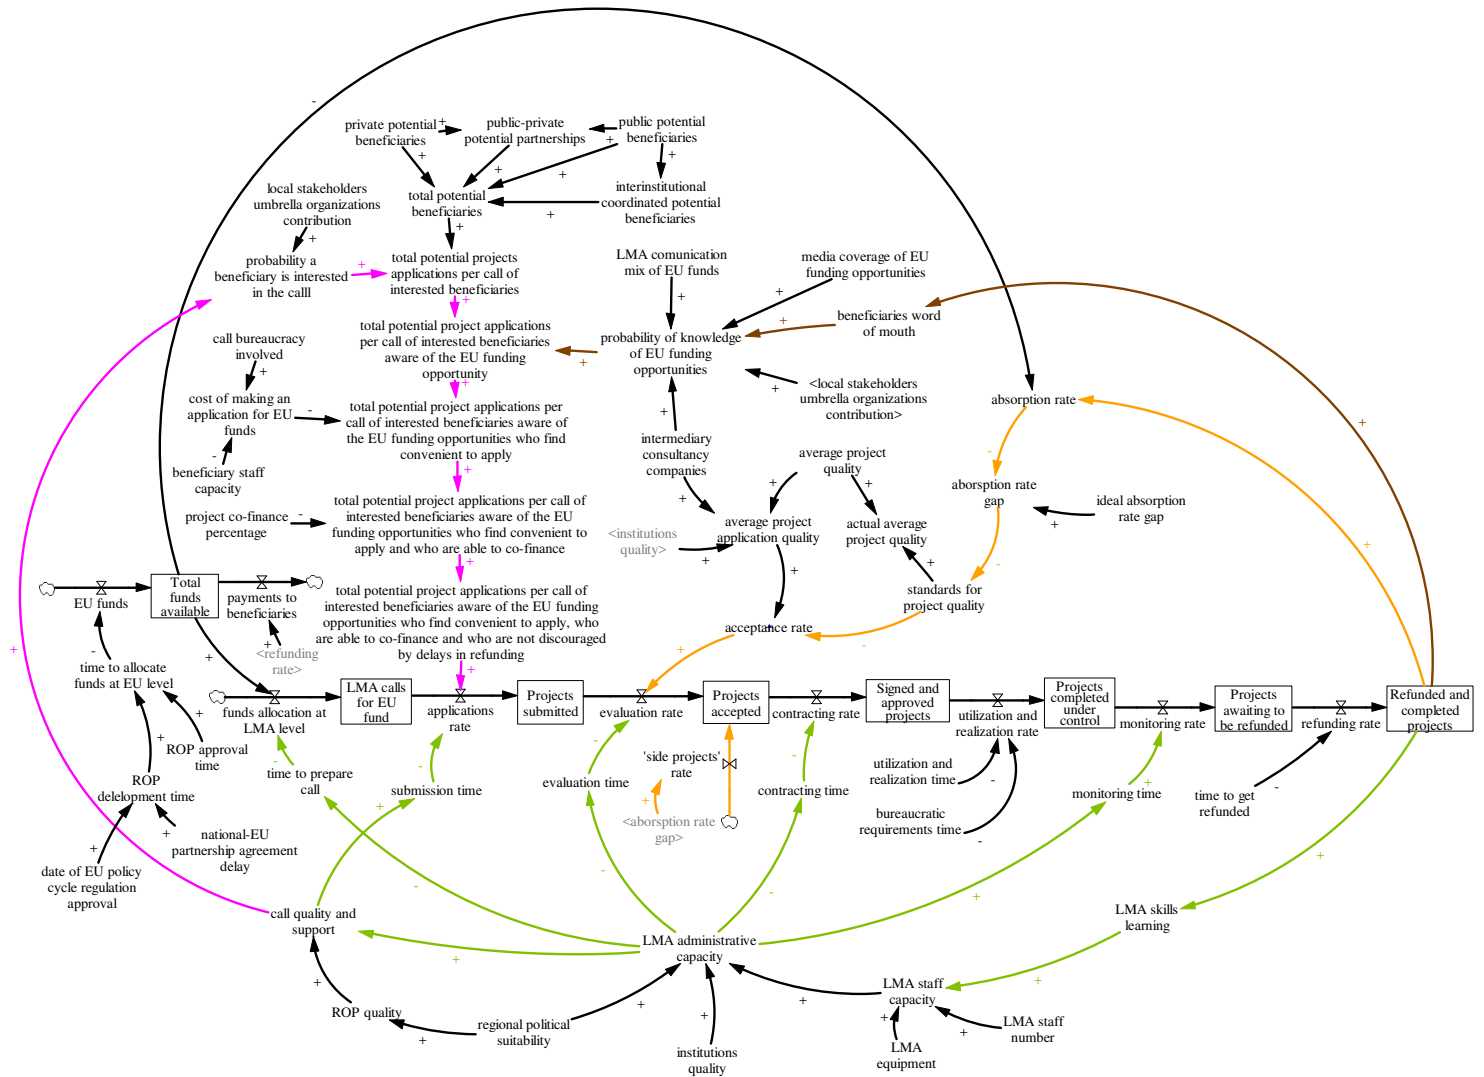 private potential
beneficiaries
public-private
potential partnerships
public potential
beneficiaries
local stakeholders
umbrella organizations
contribution
total potential
beneficiaries
interinstitutional
coordinated potential
beneficiaries
probability a
beneficiary is interested
in the calll
total potential projects
applications per call of
interested beneficiaries
LMA comunication
mix of EU funds
media coverage of EU
funding opportunities
beneficiaries word
of mouth
total potential project applications
per call of interested beneficiaries
aware of the EU funding
opportunity
probability of knowledge
of EU funding
opportunities
call bureaucracy
involved
cost of making an
application for EU
funds
beneficiary staff
capacity
total potential project applications per
call of interested beneficiaries aware of
the EU funding opportunities who find
convenient to apply
<local stakeholders
umbrella organizations
contribution>
absorption rate
intermediary
consultancy
companies
average project
quality
aborsption rate
gap
ideal absorption
rate gap
project co-finance
percentage
total potential project applications per call of
interested beneficiaries aware of the EU
funding opportunities who find convenient to
apply and who are able to co-finance
<institutions
quality>
average project
application quality
actual average
project quality
standards for
project quality
EU funds
Total
funds
available
payments to
beneficiaries
<refunding
rate>
total potential project applications per call of
interested beneficiaries aware of the EU funding
opportunities who find convenient to apply, who
are able to co-finance and who are not discouraged
by delays in refunding
acceptance rate
time to allocate
funds at EU level
funds allocation at
LMA level
LMA calls
for EU
fund
applications
rate
Projects
submitted
evaluation rate
Projects
accepted
contracting rate
Signed and
approved
projects
utilization and
realization rate
Projects
completed
under
control
monitoring rate
Projects
awaiting to
be refunded
refunding rate
Refunded and
completed
projects
ROP approval
time
ROP
delelopment time
time to prepare
call
submission time
evaluation time
'side projects'
rate
<aborsption rate
gap>
contracting time
utilization and
realization time
bureaucratic
requirements time
monitoring time
time to get
refunded
national-EU
partnership agreement
delay
date of EU policy
cycle regulation
approval
call quality and
support
LMA administrative
capacity
LMA skills
learning
LMA staff
capacity
ROP quality
regional political
suitability
institutions
quality
LMA
equipment
LMA staff
number